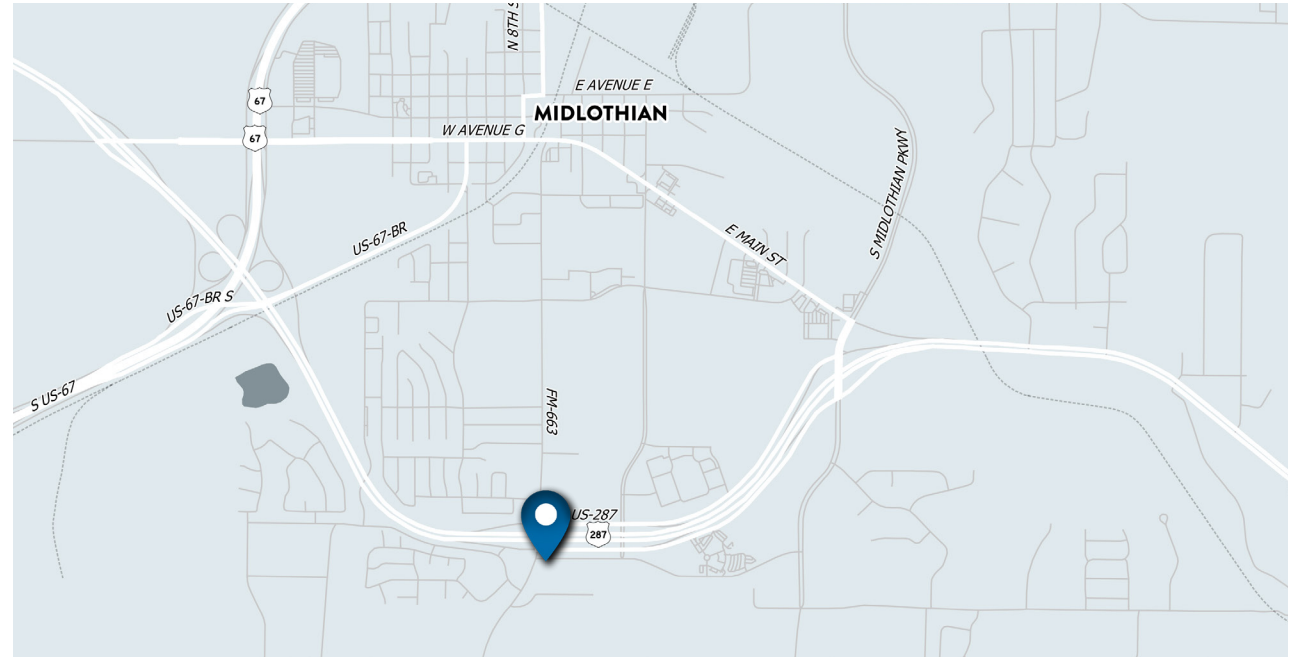 N 8TH S
E AVENUE E
67
MIDLOTHIAN
67
W AVENUE G
S MIDLOTHIAN PKWY
US-67-BR
E MAIN ST
US-67-BR S
S US-67
FM-663
US-287
287